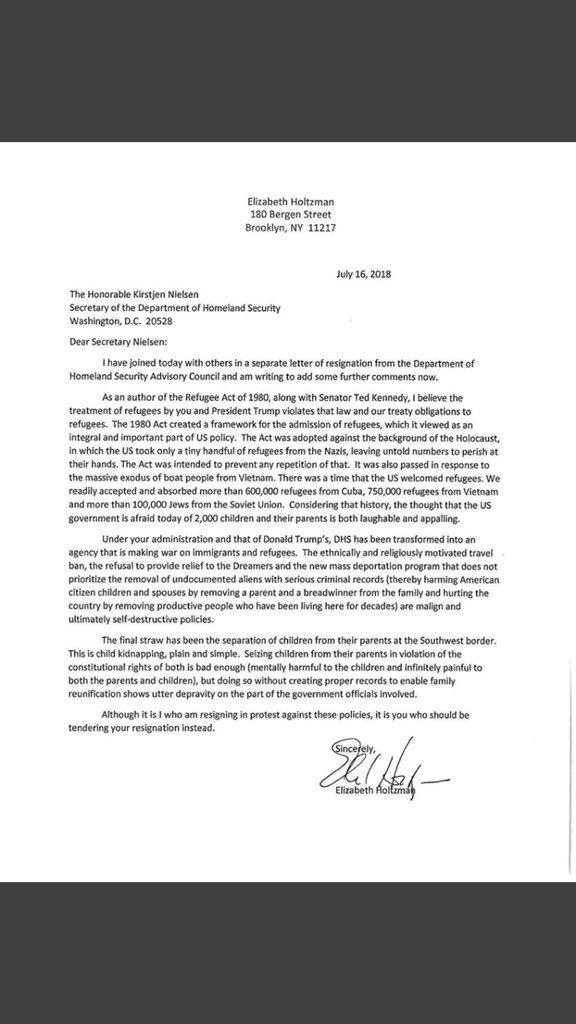 Elizabeth Holtzman
180 Bergen Street
Brooklyn, NY 11217
July 16, 2018
The Honorable Kirstjen Nielsen
Secretary of the Department of Homeland Security
Washington, D.C. 20528
Dear Secretary Nielsen:
I have joined today with others in a separate letter of resignation from the Department of
Homeland Security Advisory Council and am writing to add some further comments now.
As an author of the Refugee Act of 1980, along with Senator Ted Kennedy, I believe the
treatment of refugees by you and President Trump violates that law and our treaty obligations to
refugees. The 1980 Act created a framework for the admission of refugees, which it viewed as an
integral and important part of US policy. The Act was adopted against the background of the Holocaust,
in which the US took only a tiny handful of refugees from the Nazis, leaving untold numbers to perish at
their hands. The Act was intended to prevent any repetition of that. It was also passed in response to
the massive exodus of boat people from Vietnam. There was a time that the US welcomed refugees. We
readily accepted and absorbed more than 600,000 refugees from Cuba, 750,000 refugees from Vietnam
and more than 100,000 Jews from the Soviet Union. Considering that history, the thought that the US
government is afraid today of 2,000 children and their parents is both laughable and appalling.
Under your administration and that of Donald Trump's, DHS has been transformed into an
agency that is making war on immigrants and refugees. The ethnically and religiously motivated travel
ban, the refusal to provide relief to the Dreamers and the new mass deportation program that does not
prioritize the removal of undocumented aliens with serious criminal records (thereby harming American
citizen children and spouses by removing a parent and a breadwinner from the family and hurting the
country by removing productive people who have been living here for decades) are malign and
ultimately self-destructive policies.
The final straw has been the separation of children from their parents at the Southwest border.
This is child kidnapping, plain and simple. Seizing children from their parents in violation of the
constitutional rights of both is bad enough (mentally harmful to the children and infinitely painful to
both the parents and children), but doing so without creating proper records to enable family
reunification shows utter depravity on the part of the government officials involved.
Although it is I who am resigning in protest against these policies, it is you who should be
tendering your resignation instead.
Sincerely,
Elizabeth Holtzman